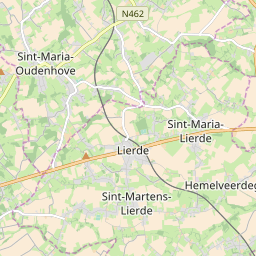 N462
Sint-Maria-
Oudenhove
Sint-Maria-
Lierde
Lierde
Hemelveerdeg
Sint-Martens-
Lierde